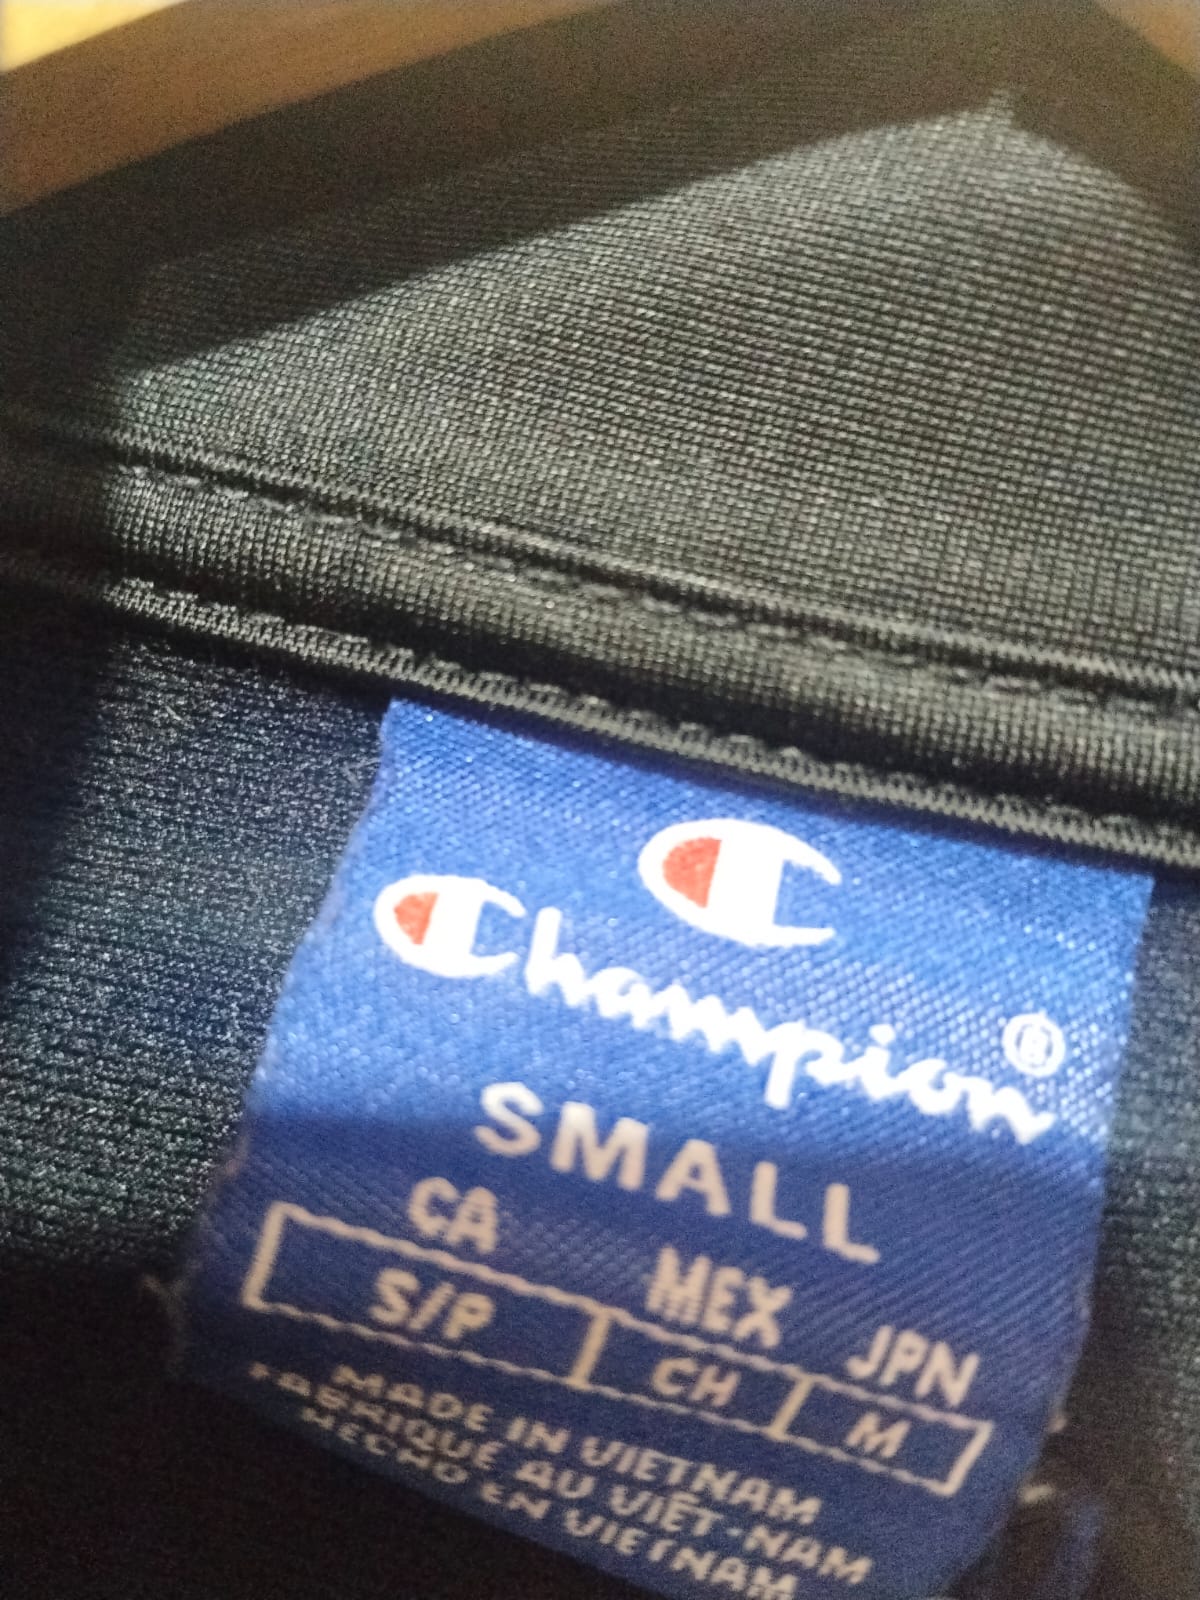 C
Champion®
SMALL
CA MEX JPN
S/P CH M
MADE IN VIETNAM
FABRIQUÉ AU VIÊT-NAM
HECHO EN VIETNAM